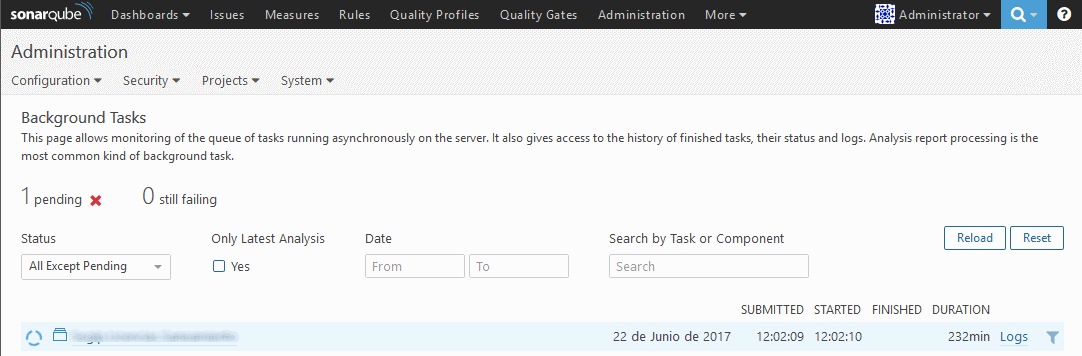 sonarqube Dashboards Issues Measures Rules Quality Profiles Quality Gates Administration More Administrator ?
Administration
Configuration Security Projects System
Background Tasks
This page allows monitoring of the queue of tasks running asynchronously on the server. It also gives access to the history of finished tasks, their status and logs. Analysis report processing is the
most common kind of background task.
1 pending 0 still failing
Status Only Latest Analysis Date Search by Task or Component Reload Reset
All Except Pending Yes From To Search
SUBMITTED STARTED FINISHED DURATION
22 de Junio de 2017 12:02:09 12:02:10 232min Logs